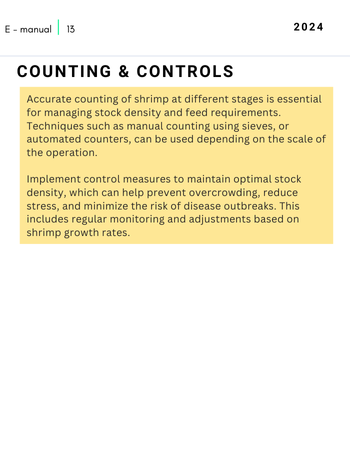 E - manual 13
2024
COUNTING & CONTROLS
Accurate counting of shrimp at different stages is essential
for managing stock density and feed requirements.
Techniques such as manual counting using sieves, or
automated counters, can be used depending on the scale of
the operation.
Implement control measures to maintain optimal stock
density, which can help prevent overcrowding, reduce
stress, and minimize the risk of disease outbreaks. This
includes regular monitoring and adjustments based on
shrimp growth rates.